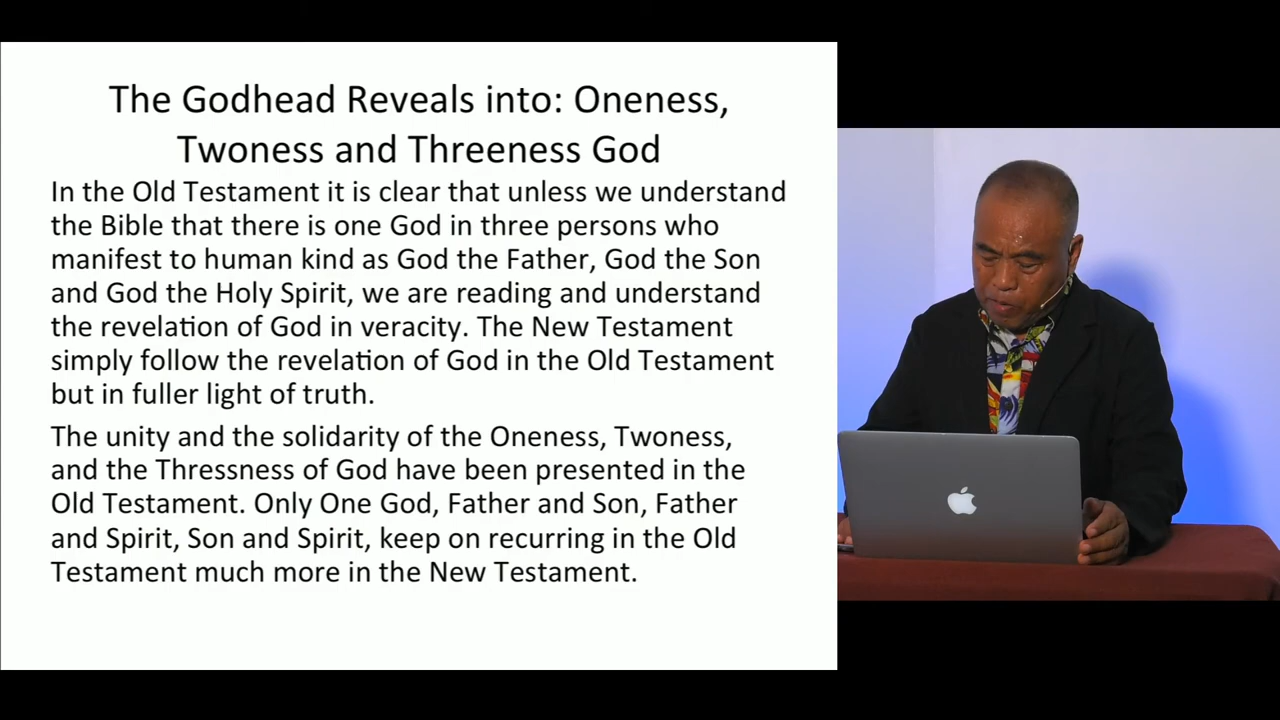 The Godhead Reveals into: Oneness,
Twoness and Threeness God
In the Old Testament it is clear that unless we understand
the Bible that there is one God in three persons who
manifest to human kind as God the Father, God the Son
and God the Holy Spirit, we are reading and understand
the revelation of God in veracity. The New Testament
simply follow the revelation of God in the Old Testament
but in fuller light of truth.
The unity and the solidarity of the Oneness, Twoness,
and the Thressness of God have been presented in the
Old Testament. Only One God, Father and Son, Father
and Spirit, Son and Spirit, keep on recurring in the Old
Testament much more in the New Testament.